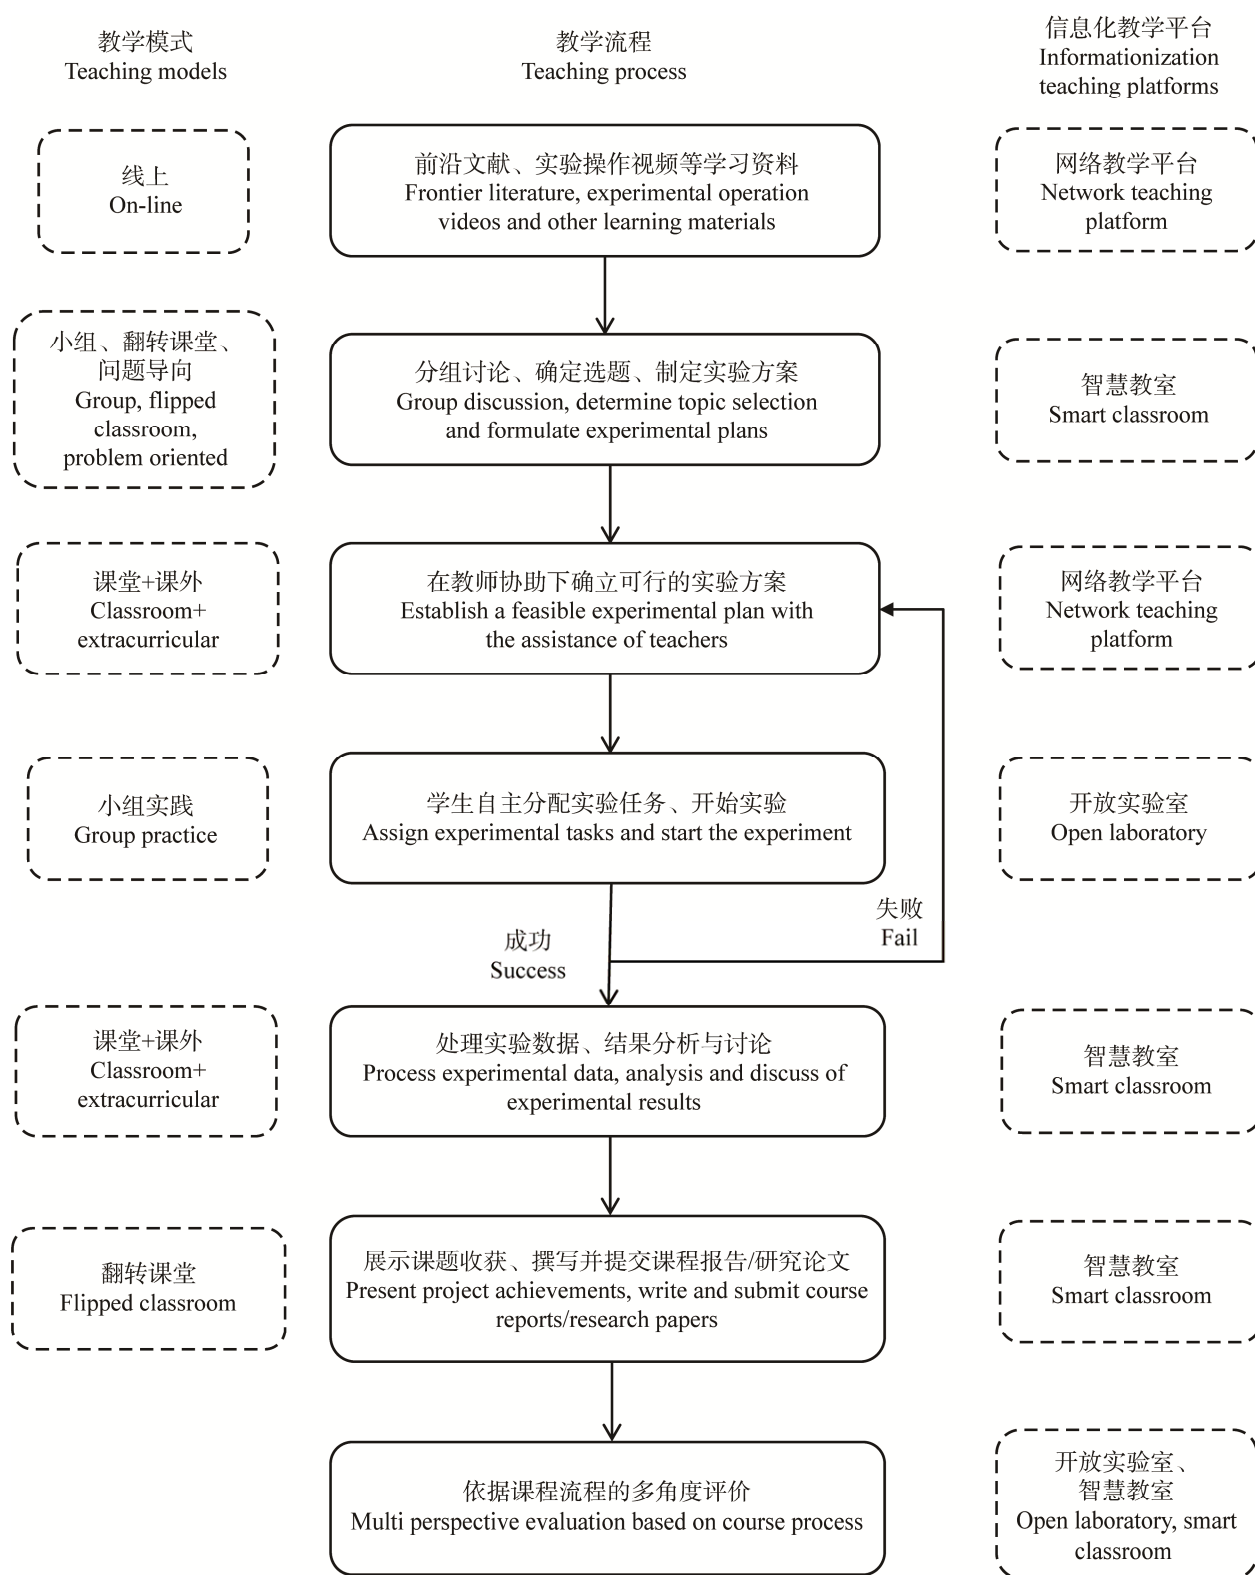 教学模式
Teaching models
教学流程
Teaching process
信息化教学平台
Informationization
teaching platforms
线上
On-line
前沿文献、实验操作视频等学习资料
Frontier literature, experimental operation
videos and other learning materials
网络教学平台
Network teaching
platform
小组、翻转课堂、
问题导向
Group, flipped
classroom,
problem oriented
分组讨论、确定选题、制定实验方案
Group discussion, determine topic selection
and formulate experimental plans
智慧教室
Smart classroom
课堂+课外
Classroom+
extracurricular
在教师协助下确立可行的实验方案
Establish a feasible experimental plan with
the assistance of teachers
网络教学平台
Network teaching
platform
小组实践
Group practice
学生自主分配实验任务、开始实验
Assign experimental tasks and start the experiment
开放实验室
Open laboratory
成功
Success
失败
Fail
课堂+课外
Classroom+
extracurricular
处理实验数据、结果分析与讨论
Process experimental data, analysis and discuss of
experimental results
智慧教室
Smart classroom
翻转课堂
Flipped classroom
展示课题收获、撰写并提交课程报告/研究论文
Present project achievements, write and submit course
reports/research papers
智慧教室
Smart classroom
依据课程流程的多角度评价
Multi perspective evaluation based on course process
开放实验室、
智慧教室
Open laboratory, smart
classroom